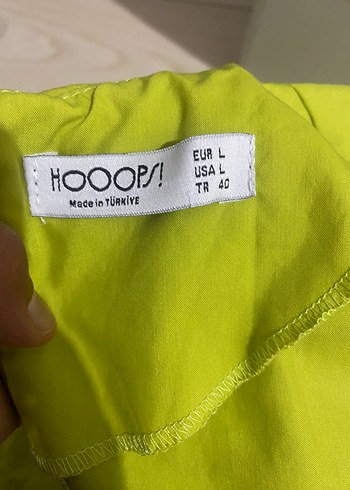 HOOOPS!
Made in TÜRKİYE
EUR L
USA L
TR 40